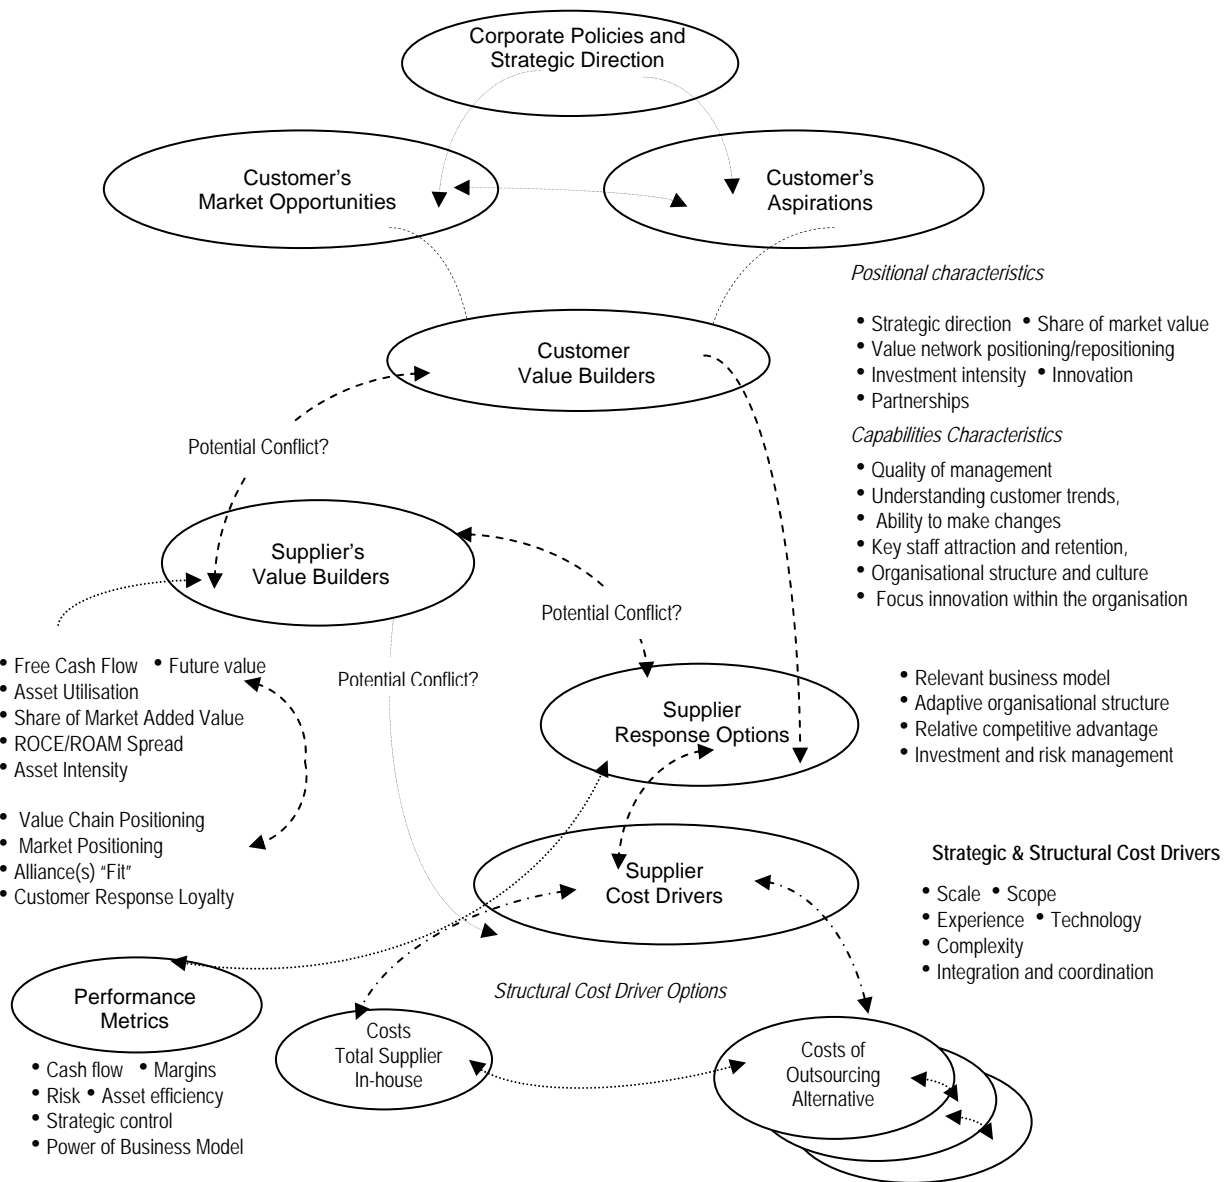 Corporate Policies and
Strategic Direction
Customer's
Market Opportunities
Customer's
Aspirations
Positional characteristics
• Strategic direction • Share of market value
• Value network positioning/repositioning
• Investment intensity • Innovation
• Partnerships
Customer
Value Builders
Capabilities Characteristics
• Quality of management
• Understanding customer trends,
• Ability to make changes
• Key staff attraction and retention,
• Organisational structure and culture
• Focus innovation within the organisation
Potential Conflict?
Supplier's
Value Builders
Potential Conflict?
Potential Conflict?
• Free Cash Flow • Future value
• Asset Utilisation
• Share of Market Added Value
• ROCE/ROAM Spread
• Asset Intensity
• Value Chain Positioning
• Market Positioning
• Alliance(s) “Fit”
• Customer Response Loyalty
Supplier
Response Options
• Relevant business model
• Adaptive organisational structure
• Relative competitive advantage
• Investment and risk management
Supplier
Cost Drivers
Strategic & Structural Cost Drivers
• Scale • Scope
• Experience • Technology
• Complexity
• Integration and coordination
Performance
Metrics
• Cash flow • Margins
• Risk • Asset efficiency
• Strategic control
• Power of Business Model
Structural Cost Driver Options
Costs
Total Supplier
In-house
Costs of
Outsourcing
Alternative